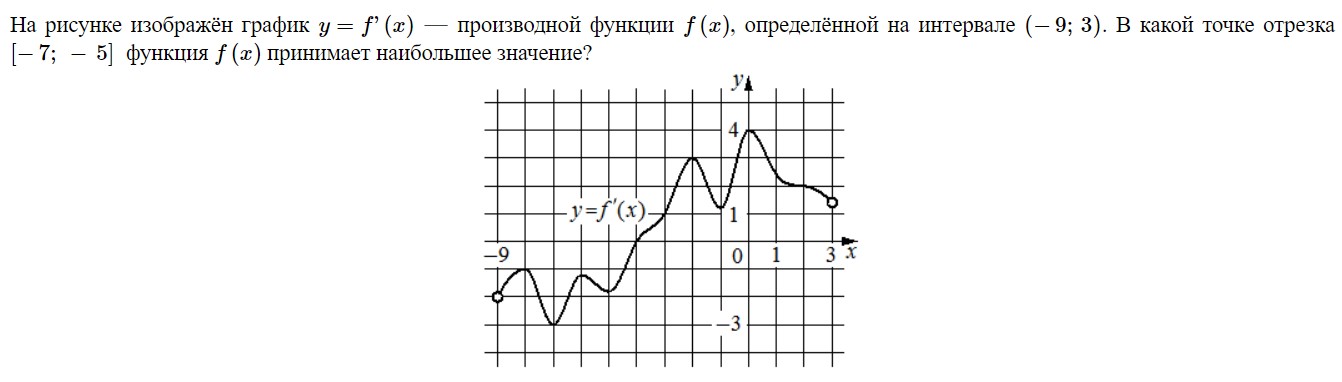 На рисунке изображён график y = f’ (x) — производной функции f (x), определённой на интервале (− 9; 3). В какой точке отрезка
[− 7; − 5] функция f (x) принимает наибольшее значение?
y
4
y=f′(x)
1
−9
0
1
3
x
−3